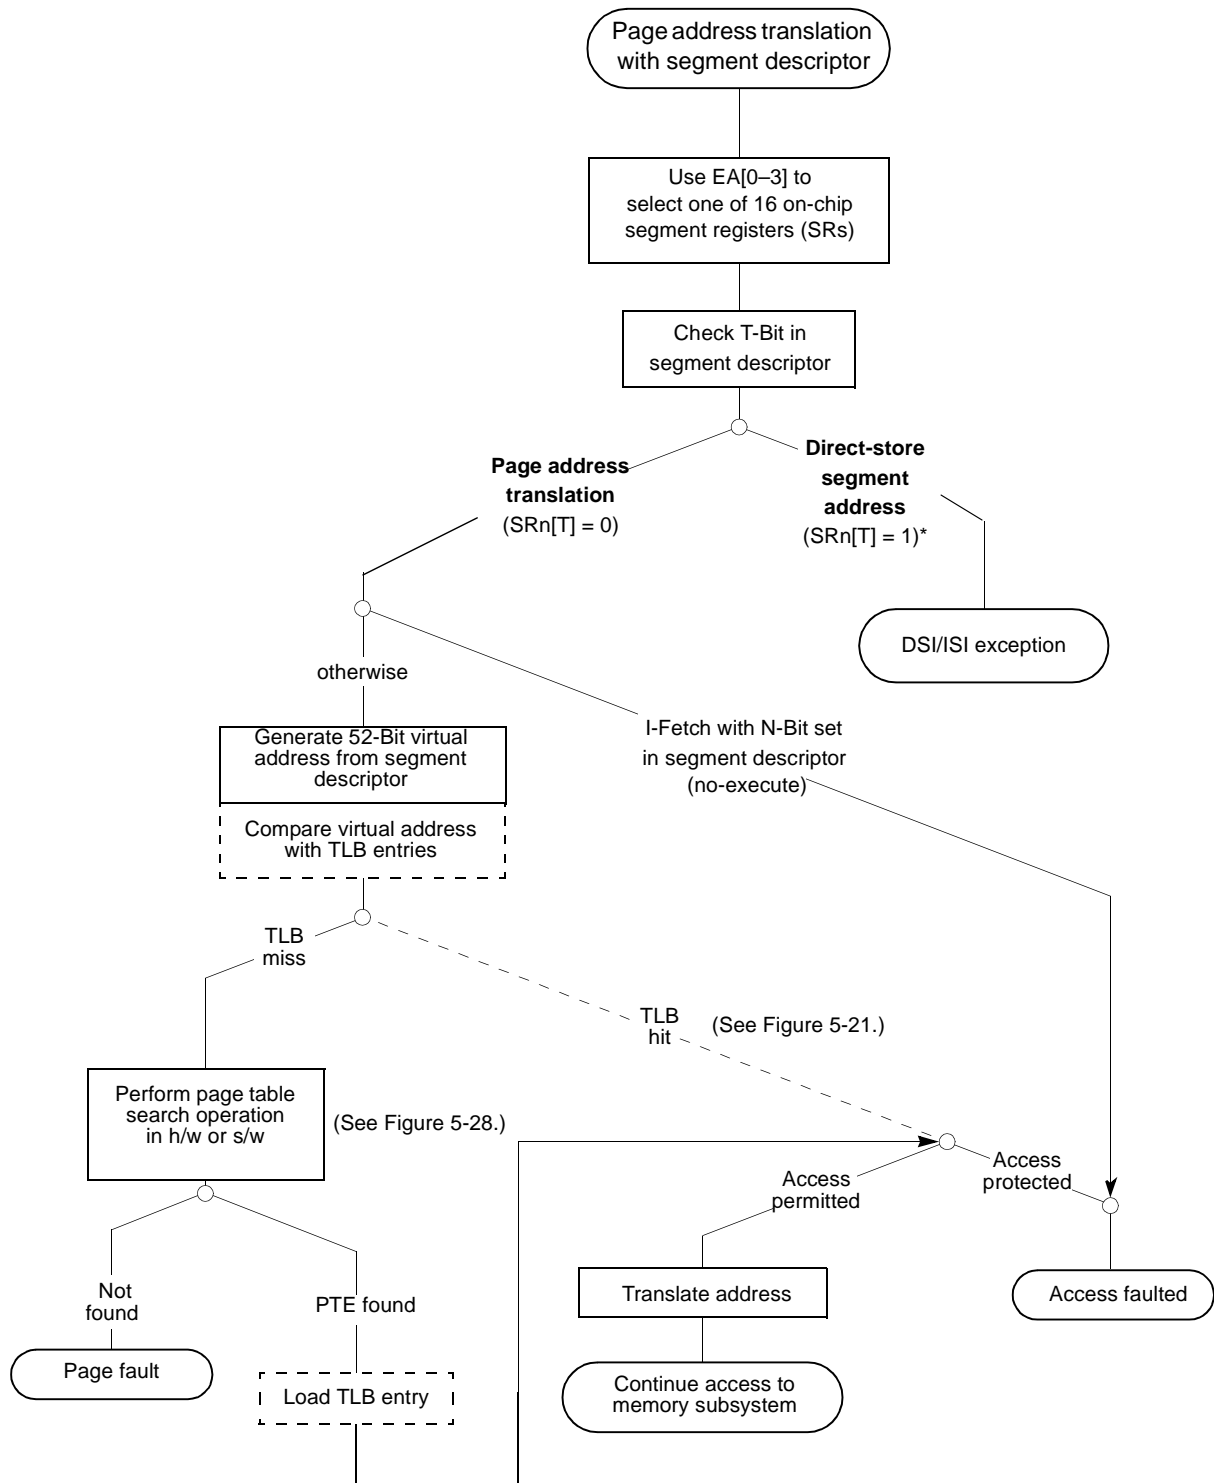 Page address translation
with segment descriptor
Use EA[0–3] to
select one of 16 on-chip
segment registers (SRs)
Check T-Bit in
segment descriptor
Page address
translation
(SRn[T] = 0)
Direct-store
segment
address
(SRn[T] = 1)*
DSI/ISI exception
otherwise
I-Fetch with N-Bit set
in segment descriptor
(no-execute)
Generate 52-Bit virtual
address from segment
descriptor
Compare virtual address
with TLB entries
TLB
miss
TLB
hit
(See Figure 5-21.)
Perform page table
search operation
in h/w or s/w
(See Figure 5-28.)
Access
permitted
Access
protected
Not
found
PTE found
Translate address
Access faulted
Page fault
Load TLB entry
Continue access to
memory subsystem